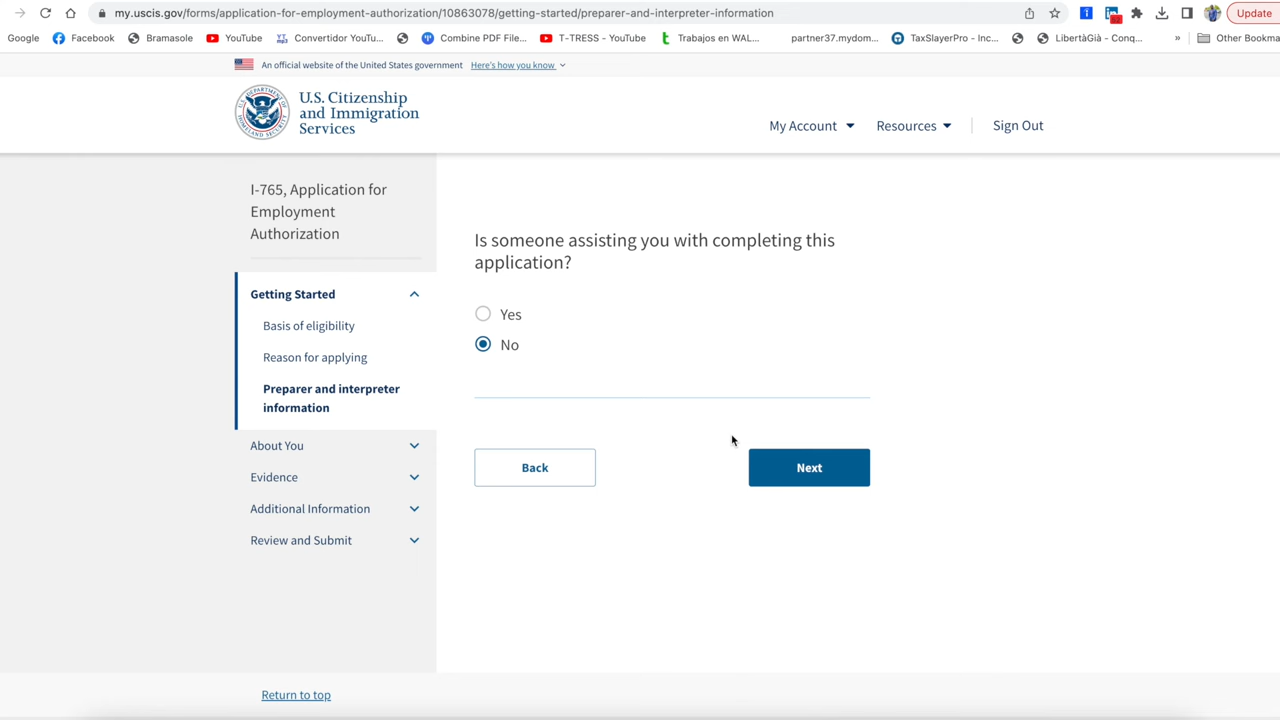 my.uscis.gov/forms/application-for-employment-authorization/10863078/getting-started/preparer-and-interpreter-information
Update
Google
Facebook
Bramasole
YouTube
Convertidor YouTu...
Combine PDF File...
T-TRESS - YouTube
Trabajos en WAL...
partner37.mydom...
TaxSlayerPro - Inc...
LibertàGià - Conq...
»
Other Bookma
An official website of the United States government Here's how you know
U.S. Citizenship
and Immigration
Services
My Account
Resources
Sign Out
I-765, Application for
Employment
Authorization
Getting Started
Basis of eligibility
Reason for applying
Preparer and interpreter
information
About You
Evidence
Additional Information
Review and Submit
Is someone assisting you with completing this
application?
Yes
No
Back
Next
Return to top